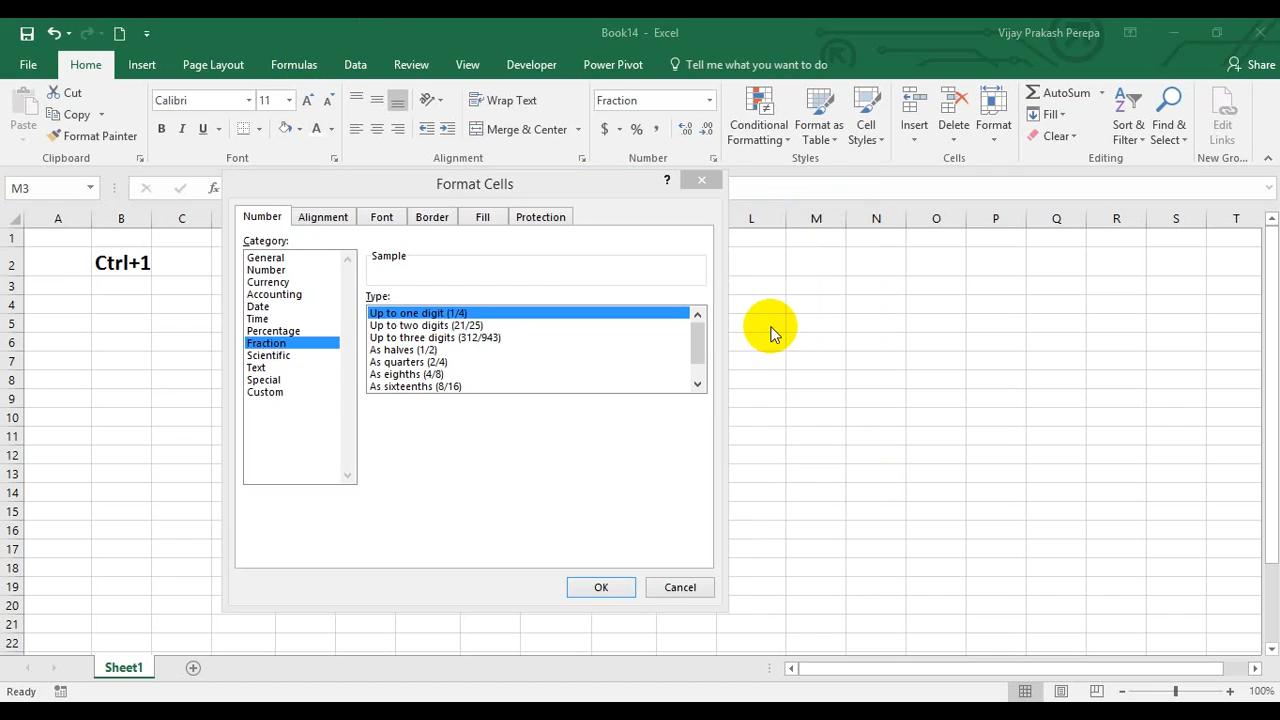 Book14 - Excel
Vijay Prakash Perepa
File Home Insert Page Layout Formulas Data Review View Developer Power Pivot Tell me what you want to do Share
Paste
Cut
Copy
Format Painter
Calibri 11
B I U
A A
A
Wrap Text
Merge & Center
Fraction
$ % ,
Conditional Formatting
Format as Table
Cell Styles
Insert Delete Format
AutoSum
Fill
Clear
Sort & Filter
Find & Select
Edit Links
Clipboard Font Alignment Number Styles Cells Editing New Gro...
M3 fx
A B C L M N O P Q R S T
1
2 Ctrl+1
3
4
5
6
7
8
9
10
11
12
13
14
15
16
17
18
19
20
21
22
Format Cells ?
Number Alignment Font Border Fill Protection
Category:
General
Number
Currency
Accounting
Date
Time
Percentage
Fraction
Scientific
Text
Special
Custom
Sample
Type:
Up to one digit (1/4)
Up to two digits (21/25)
Up to three digits (312/943)
As halves (1/2)
As quarters (2/4)
As eighths (4/8)
As sixteenths (8/16)
OK Cancel
Sheet1
Ready 100%